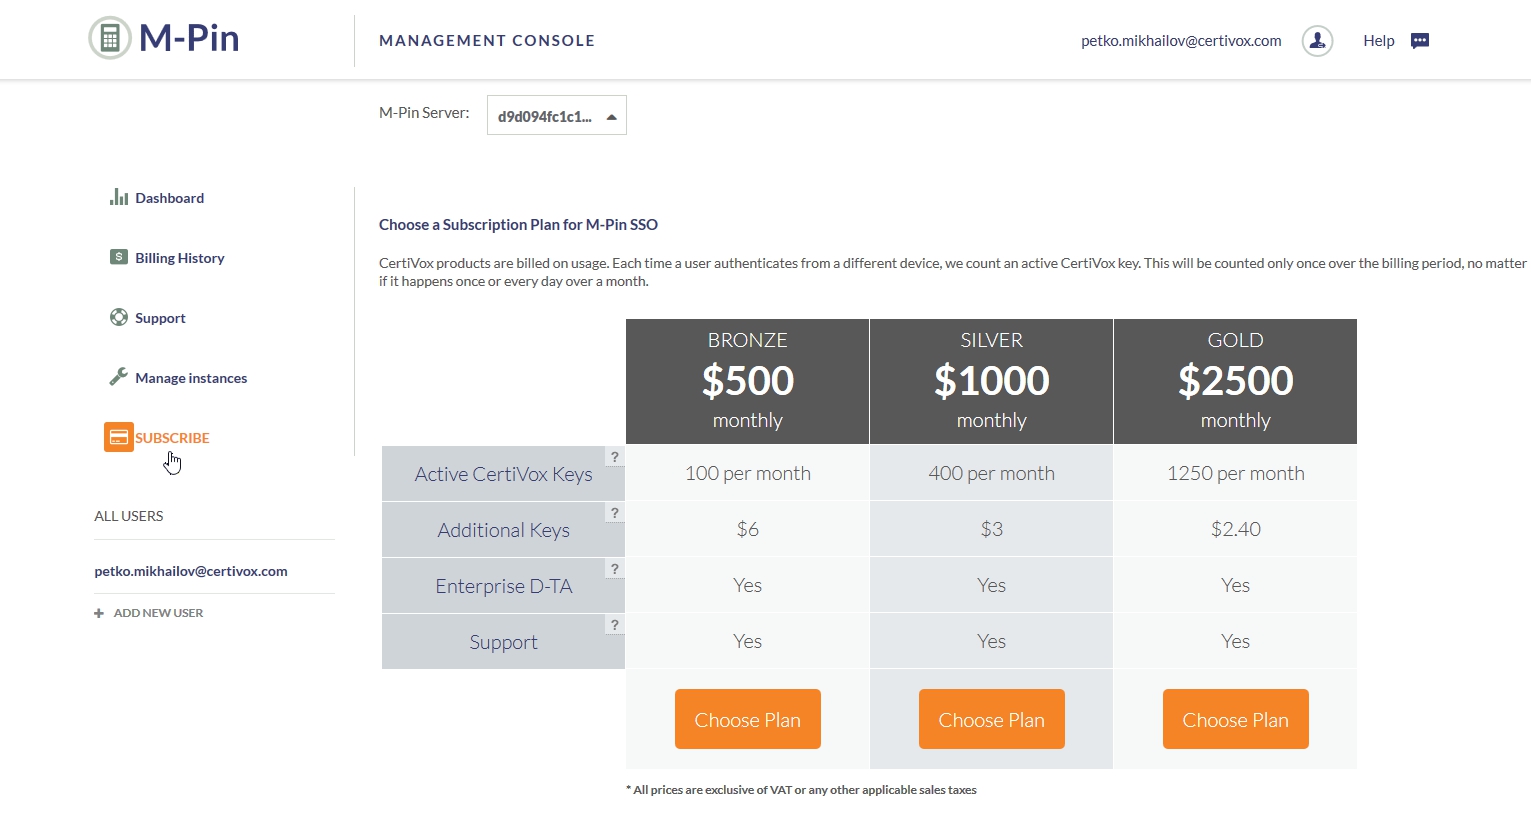 M-Pin
MANAGEMENT CONSOLE
petko.mikhailov@certivox.com
Help
M-Pin Server:
d9d094fc1c1...
Dashboard
Billing History
Support
Manage instances
SUBSCRIBE
ALL USERS
petko.mikhailov@certivox.com
+ ADD NEW USER
Choose a Subscription Plan for M-Pin SSO
CertiVox products are billed on usage. Each time a user authenticates from a different device, we count an active CertiVox key. This will be counted only once over the billing period, no matter
if it happens once or every day over a month.
BRONZE SILVER GOLD
$500 $1000 $2500
monthly monthly monthly
Active CertiVox Keys ? 100 per month 400 per month 1250 per month
Additional Keys ? $6 $3 $2.40
Enterprise D-TA ? Yes Yes Yes
Support ? Yes Yes Yes
Choose Plan Choose Plan Choose Plan
* All prices are exclusive of VAT or any other applicable sales taxes